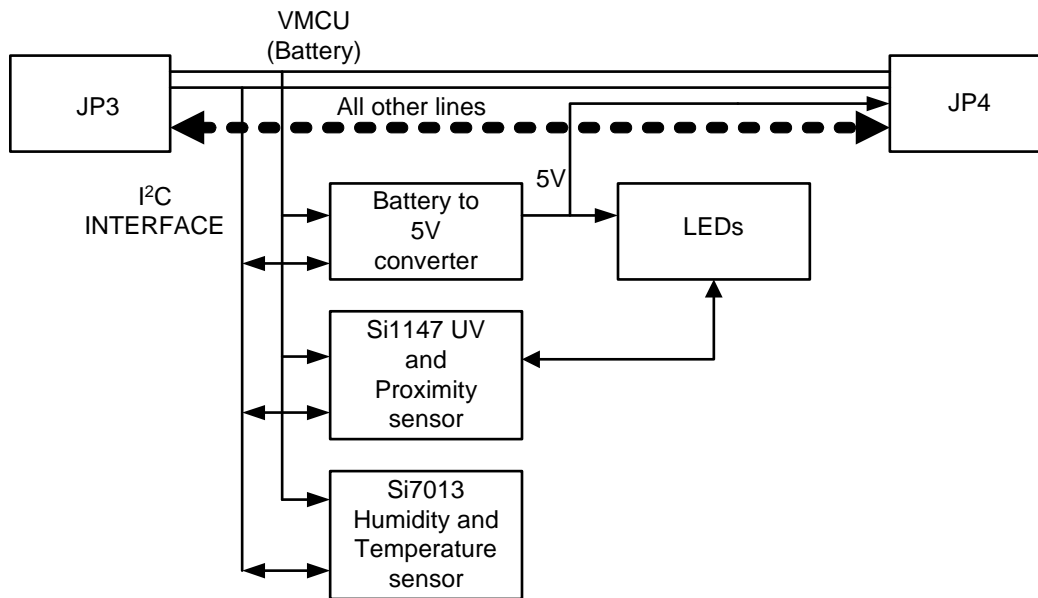 VMCU
(Battery)
JP3
JP4
All other lines
I²C
INTERFACE
5V
Battery to
5V
converter
LEDs
Si1147 UV
and
Proximity
sensor
Si7013
Humidity and
Temperature
sensor